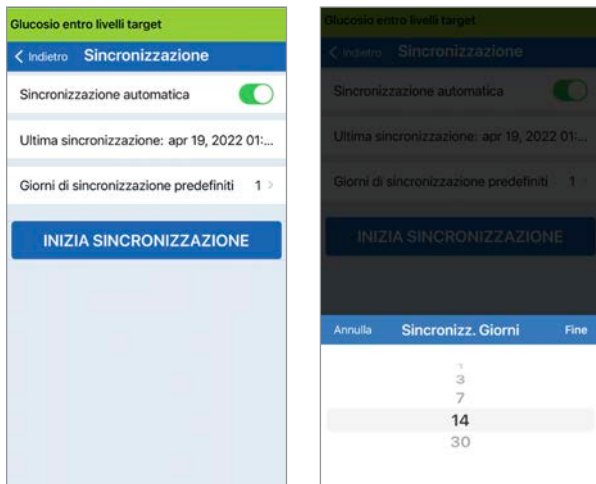 Glucosio entro livelli target
< Indietro Sincronizzazione
Sincronizzazione automatica
Ultima sincronizzazione: apr 19, 2022 01:...
Giorni di sincronizzazione predefiniti 1 >
INIZIA SINCRONIZZAZIONE
Glucosio entro livelli target
< Indietro Sincronizzazione
Sincronizzazione automatica
Ultima sincronizzazione: apr 19, 2022 01:...
Giorni di sincronizzazione predefiniti 1 >
INIZIA SINCRONIZZAZIONE
Annulla Sincronizz. Giorni Fine
1
3
7
14
30